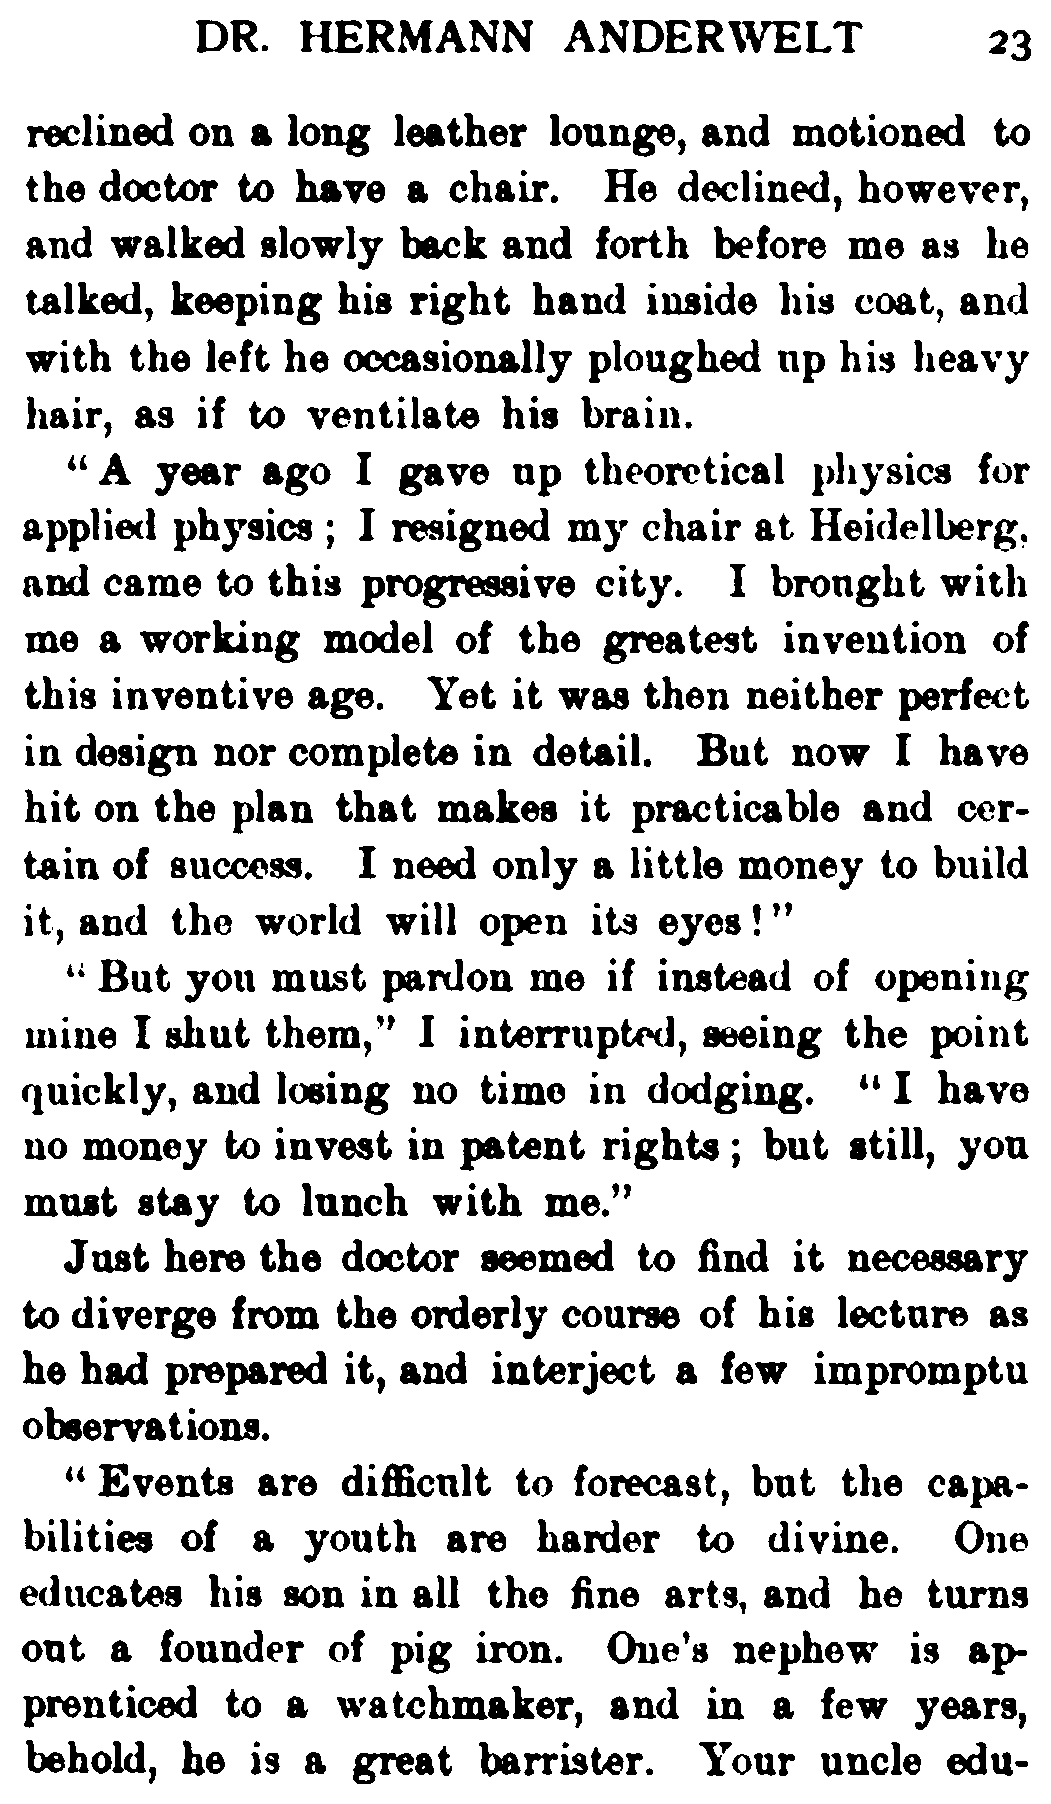 DR. HERMANN ANDERWELT 23
reclined on a long leather lounge, and motioned to
the doctor to have a chair. He declined, however,
and walked slowly back and forth before me as he
talked, keeping his right hand inside his coat, and
with the left he occasionally ploughed up his heavy
hair, as if to ventilate his brain.
“A year ago I gave up theoretical physics for
applied physics; I resigned my chair at Heidelberg,
and came to this progressive city. I brought with
me a working model of the greatest invention of
this inventive age. Yet it was then neither perfect
in design nor complete in detail. But now I have
hit on the plan that makes it practicable and cer-
tain of success. I need only a little money to build
it, and the world will open its eyes!”
“But you must pardon me if instead of opening
mine I shut them,” I interrupted, seeing the point
quickly, and losing no time in dodging. “I have
no money to invest in patent rights; but still, you
must stay to lunch with me.”
Just here the doctor seemed to find it necessary
to diverge from the orderly course of his lecture as
he had prepared it, and interject a few impromptu
observations.
“Events are difficult to forecast, but the capa-
bilities of a youth are harder to divine. One
educates his son in all the fine arts, and he turns
out a founder of pig iron. One's nephew is ap-
prenticed to a watchmaker, and in a few years,
behold, he is a great barrister. Your uncle edu-